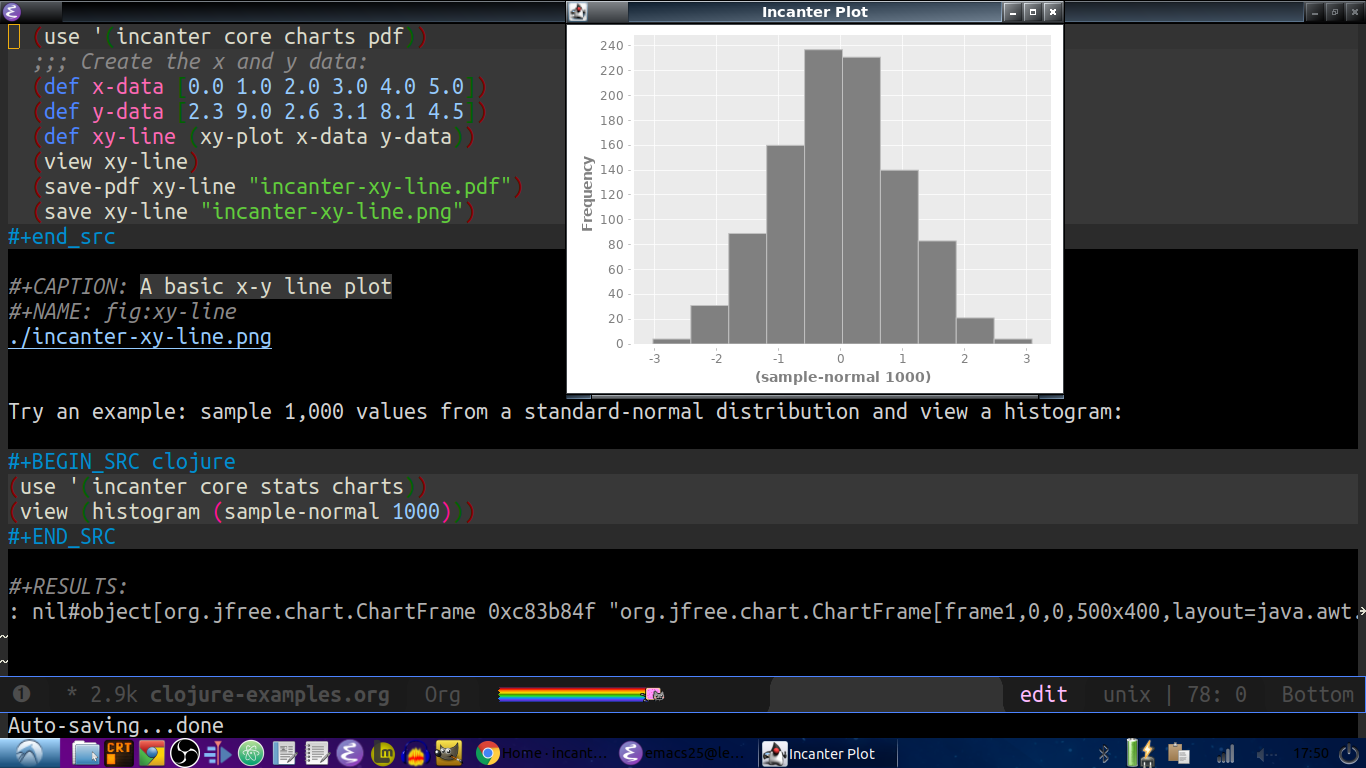 (use '(incanter core charts pdf))
;;; Create the x and y data:
(def x-data [0.0 1.0 2.0 3.0 4.0 5.0])
(def y-data [2.3 9.0 2.6 3.1 8.1 4.5])
(def xy-line (xy-plot x-data y-data))
(view xy-line)
(save-pdf xy-line "incanter-xy-line.pdf")
(save xy-line "incanter-xy-line.png")
#+end_src
#+CAPTION: A basic x-y line plot
#+NAME: fig:xy-line
./incanter-xy-line.png
Incanter Plot
Frequency
240
220
200
180
160
140
120
100
80
60
40
20
0
-3 -2 -1 0 1 2 3
(sample-normal 1000)
Try an example: sample 1,000 values from a standard-normal distribution and view a histogram:
#+BEGIN_SRC clojure
(use '(incanter core stats charts))
(view (histogram (sample-normal 1000)))
#+END_SRC
#+RESULTS:
: nil#object[org.jfree.chart.ChartFrame 0xc83b84f "org.jfree.chart.ChartFrame[frame1,0,0,500x400,layout=java.awt.
1 * 2.9k clojure-examples.org Org edit unix | 78: 0 Bottom
Auto-saving...done
CRT Home - incant... emacs25@le... Incanter Plot 17:50